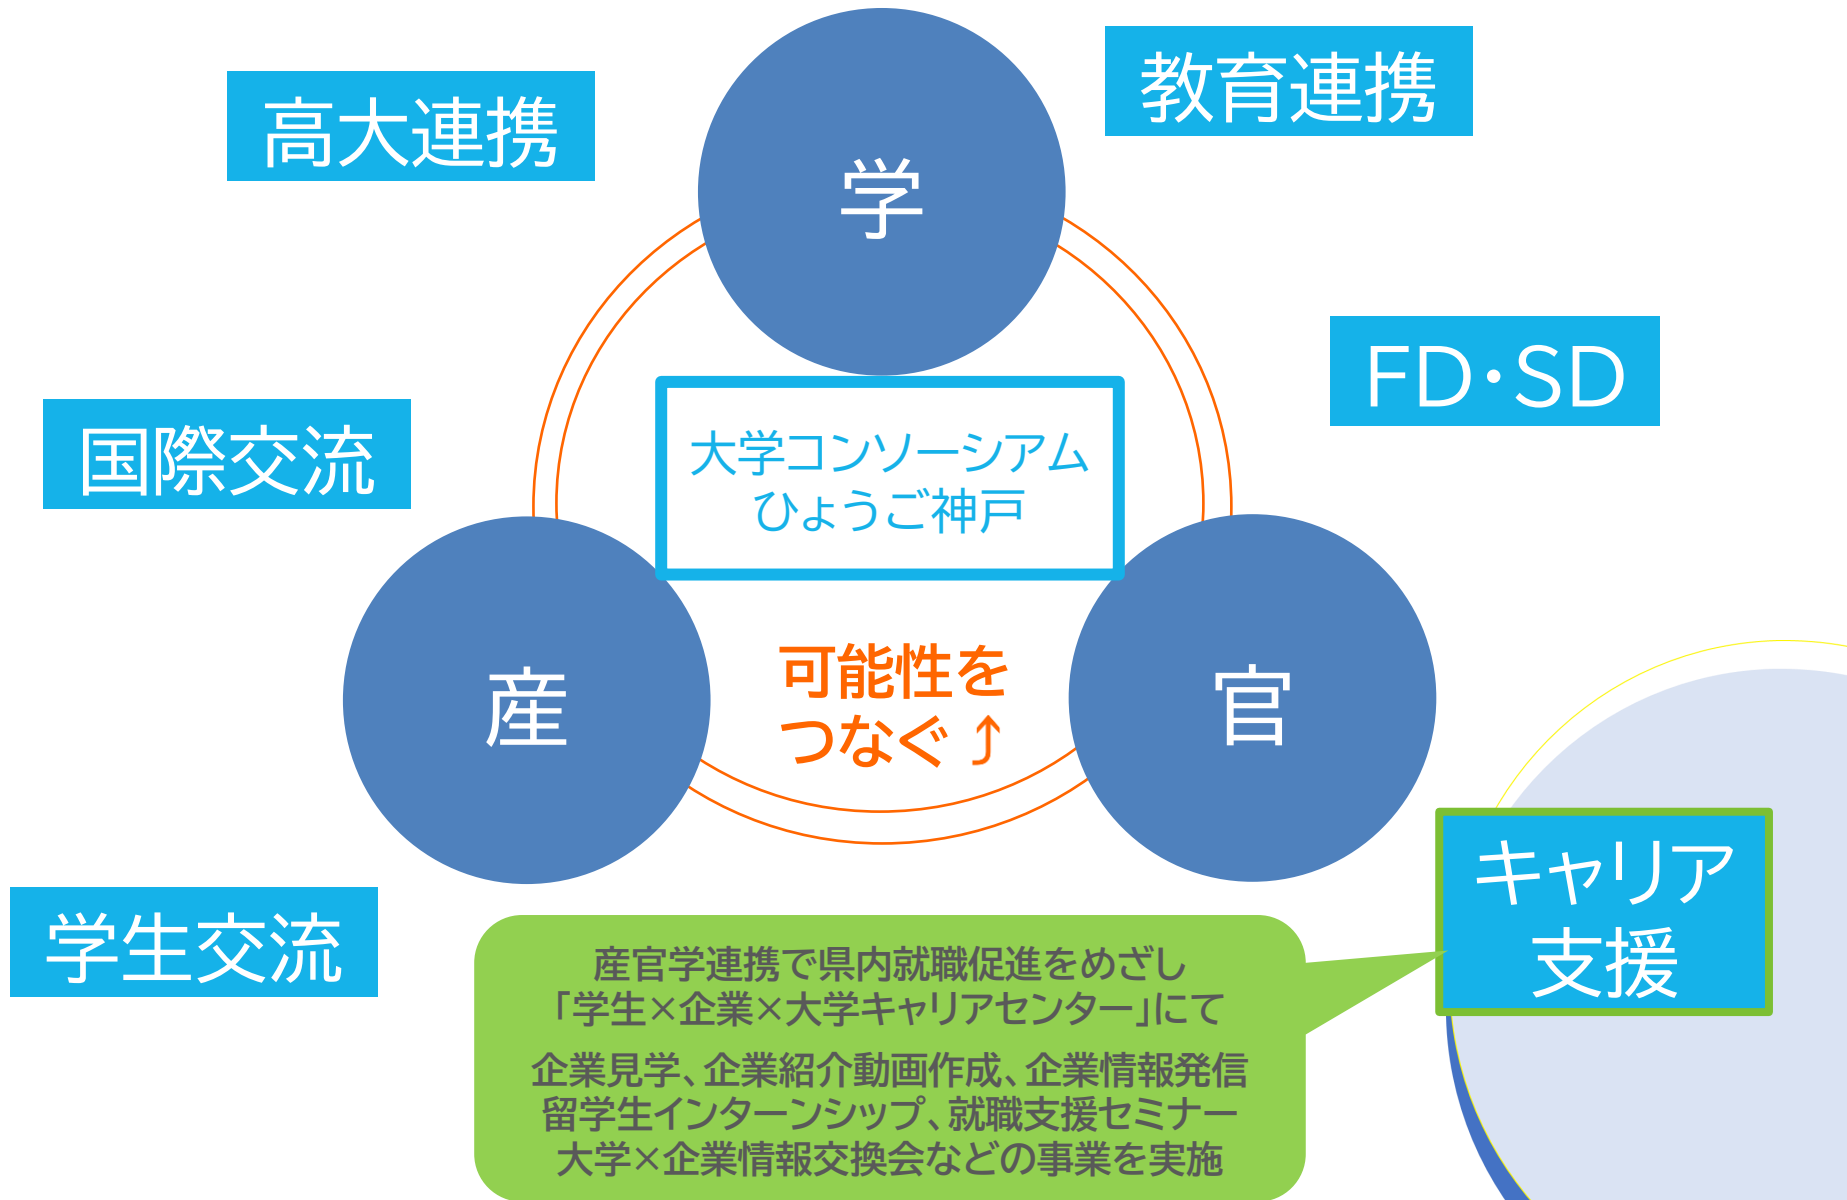 教育連携
高大連携
学
FD・SD
国際交流
大学コンソーシアム
ひょうご神戸
産
可能性を
つなぐ⤴
官
キャリア
支援
学生交流
産官学連携で県内就職促進をめざし
「学生×企業×大学キャリアセンター」にて
企業見学、企業紹介動画作成、企業情報発信
留学生インターンシップ、就職支援セミナー
大学×企業情報交換会などの事業を実施